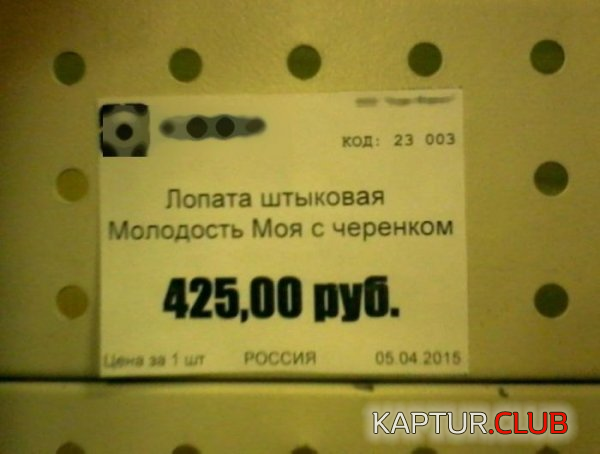 КОД: 23 003
Лопата штыковая
Молодость Моя с черенком
425,00 руб.
Цена за 1 шт РОССИЯ 05.04.2015
KAPTUR.CLUB